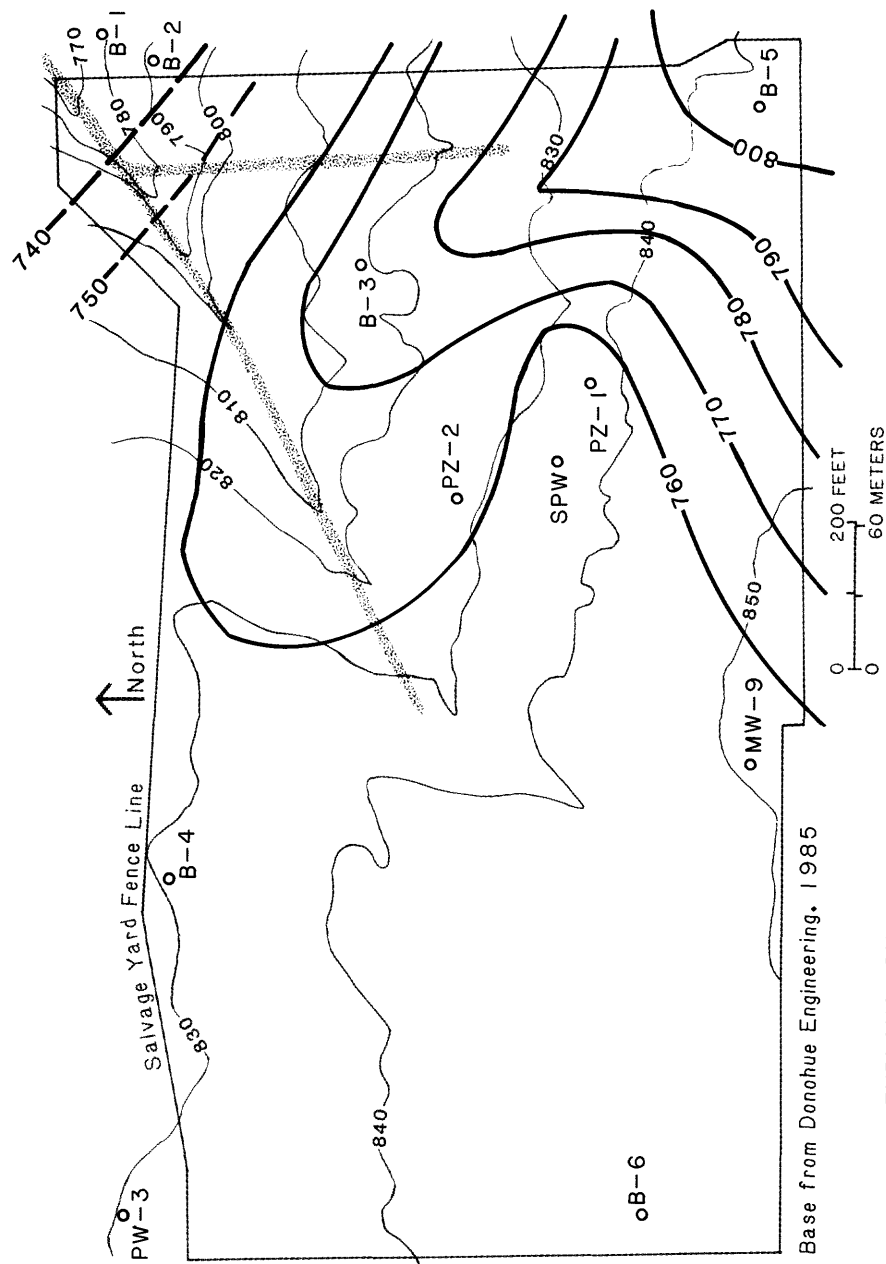 770
B-1
B-2
780
790
800
740
750
810
820
B-3
PZ-2
SPW
PZ-1
830
840
B-5
800
790
780
770
760
850
MW-9
North
Salvage Yard Fence Line
B-4
830
PW-3
840
B-6
0 200 FEET
0 60 METERS
Base from Donohue Engineering. 1985